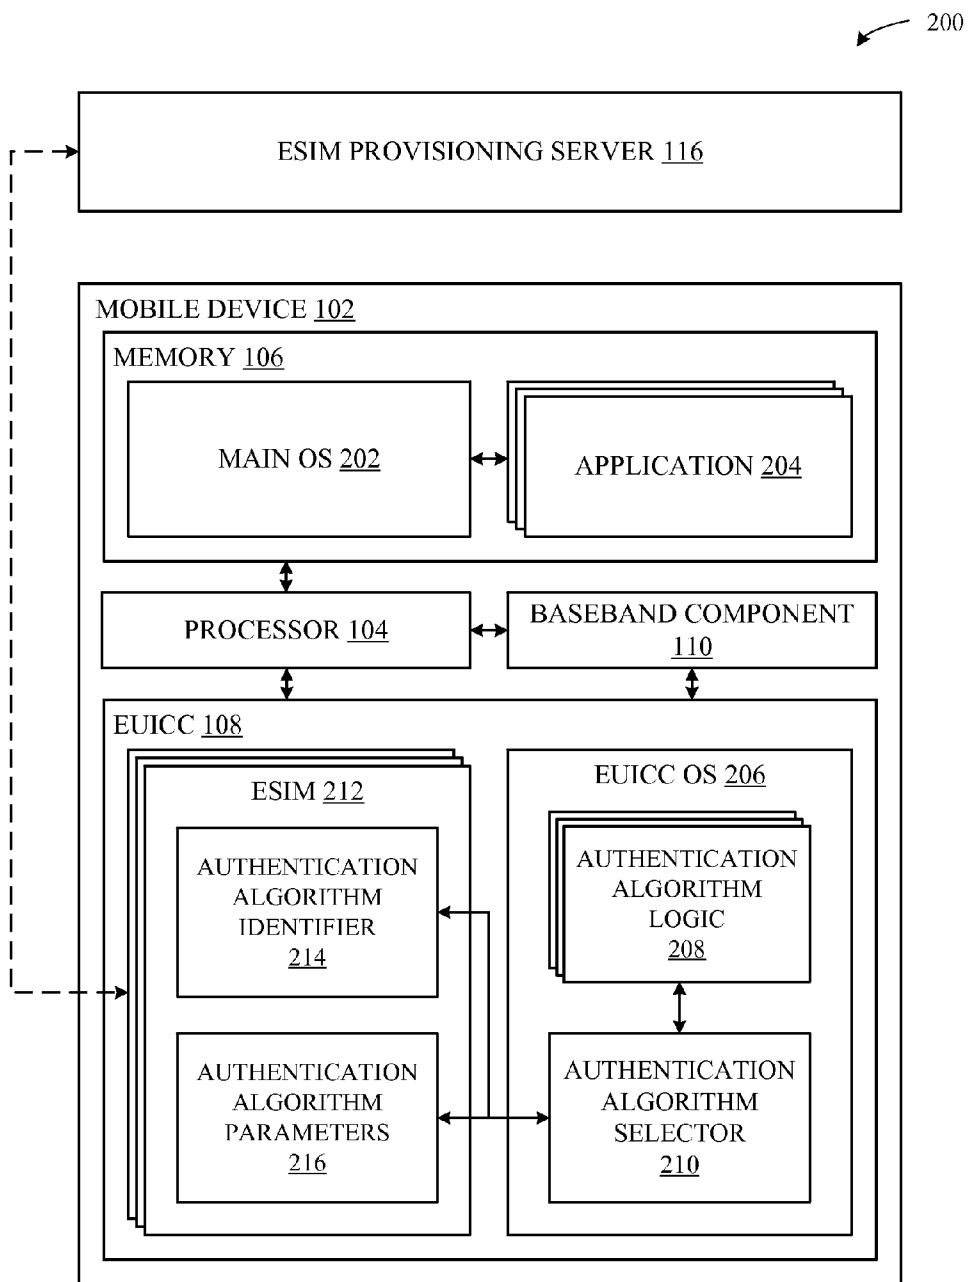 200
ESIM PROVISIONING SERVER 116
MOBILE DEVICE 102
MEMORY 106
MAIN OS 202
APPLICATION 204
PROCESSOR 104
BASEBAND COMPONENT
110
EUICC 108
ESIM 212
AUTHENTICATION
ALGORITHM
IDENTIFIER
214
AUTHENTICATION
ALGORITHM
PARAMETERS
216
EUICC OS 206
AUTHENTICATION
ALGORITHM
LOGIC
208
AUTHENTICATION
ALGORITHM
SELECTOR
210